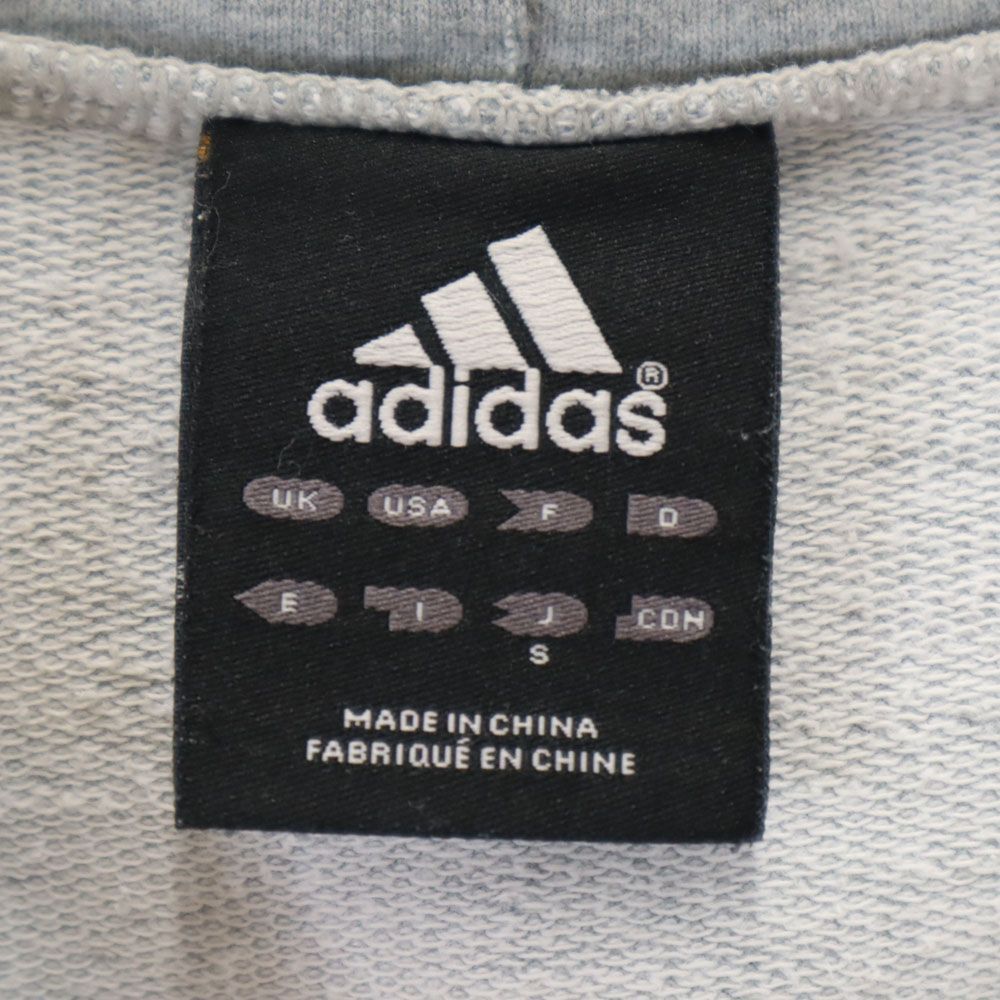 adidas®
UK USA F D
E I J CDN
S
MADE IN CHINA
FABRIQUÉ EN CHINE